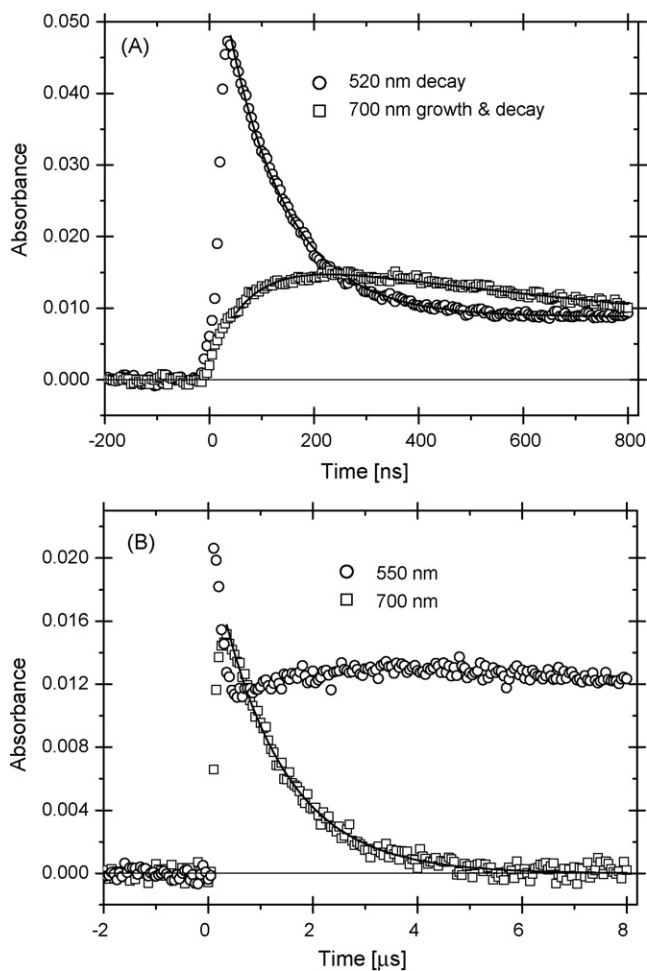 (A)
520 nm decay
700 nm growth & decay
Absorbance
0.050
0.040
0.030
0.020
0.010
0.000
-200 0 200 400 600 800
Time [ns]
(B)
550 nm
700 nm
Absorbance
0.020
0.016
0.012
0.008
0.004
0.000
-2 0 2 4 6 8
Time [μs]